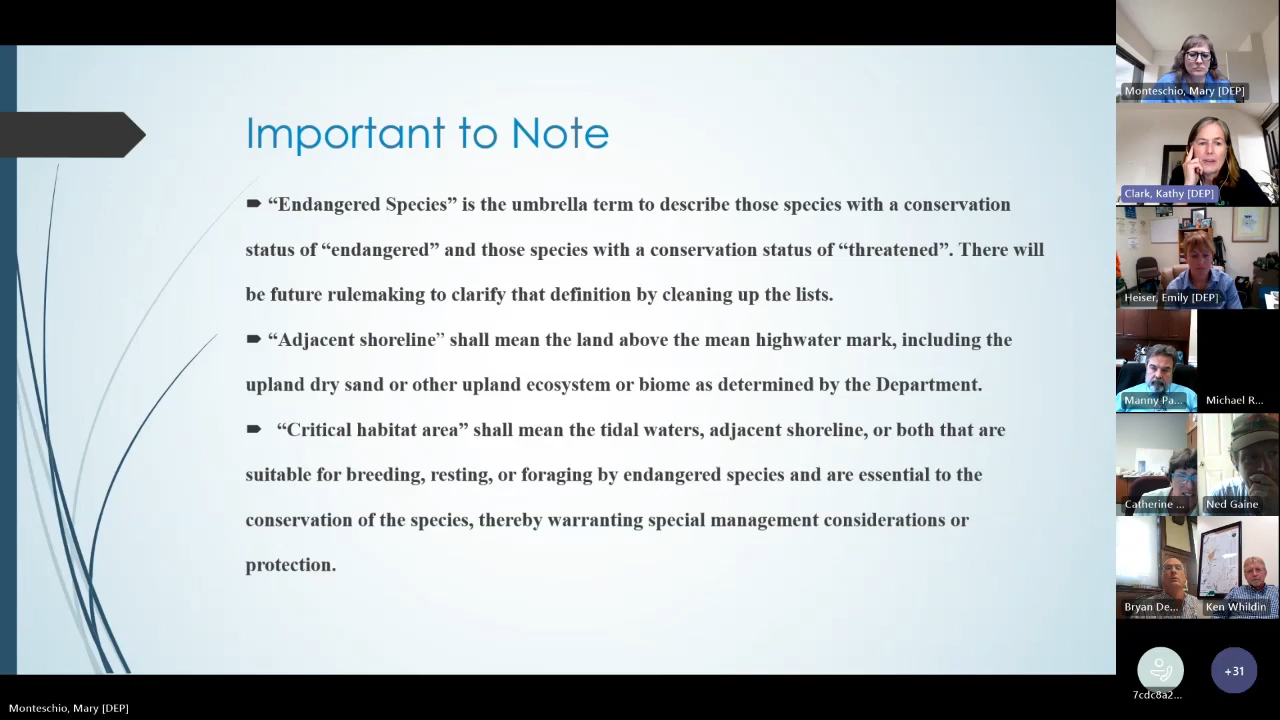 Important to Note
“Endangered Species” is the umbrella term to describe those species with a conservation
status of “endangered” and those species with a conservation status of “threatened”. There will
be future rulemaking to clarify that definition by cleaning up the lists.
“Adjacent shoreline” shall mean the land above the mean highwater mark, including the
upland dry sand or other upland ecosystem or biome as determined by the Department.
“Critical habitat area” shall mean the tidal waters, adjacent shoreline, or both that are
suitable for breeding, resting, or foraging by endangered species and are essential to the
conservation of the species, thereby warranting special management considerations or
protection.
Monteschio, Mary [DEP]
Clark, Kathy [DEP]
Heiser, Emily [DEP]
Manny Pa...
Michael R...
Catherine ...
Ned Gaine
Bryan De...
Ken Whildin
7cdc8a2...
+31
Monteschio, Mary [DEP]